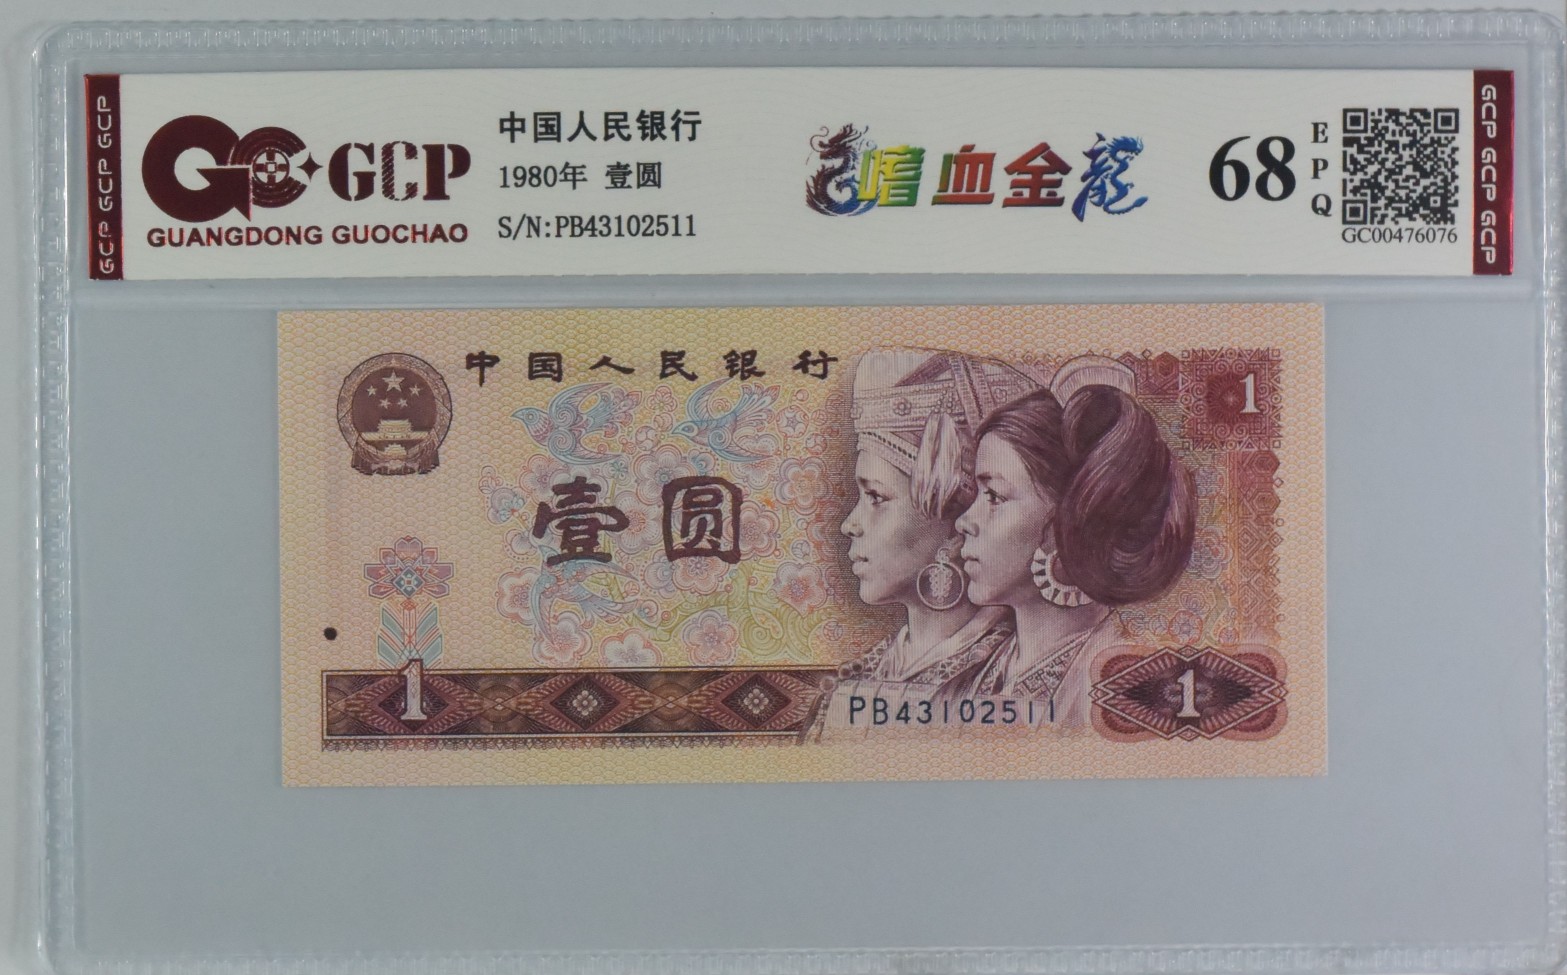 GCP GCP GCP
GCP
GUANGDONG GUOCHAO
中国人民银行
1980年 壹圆
S/N:PB43102511
嗜血金龍
68
EPQ
GC00476076
GCP GCP GCP
中国人民银行
1
壹圆
1
PB43102511
1